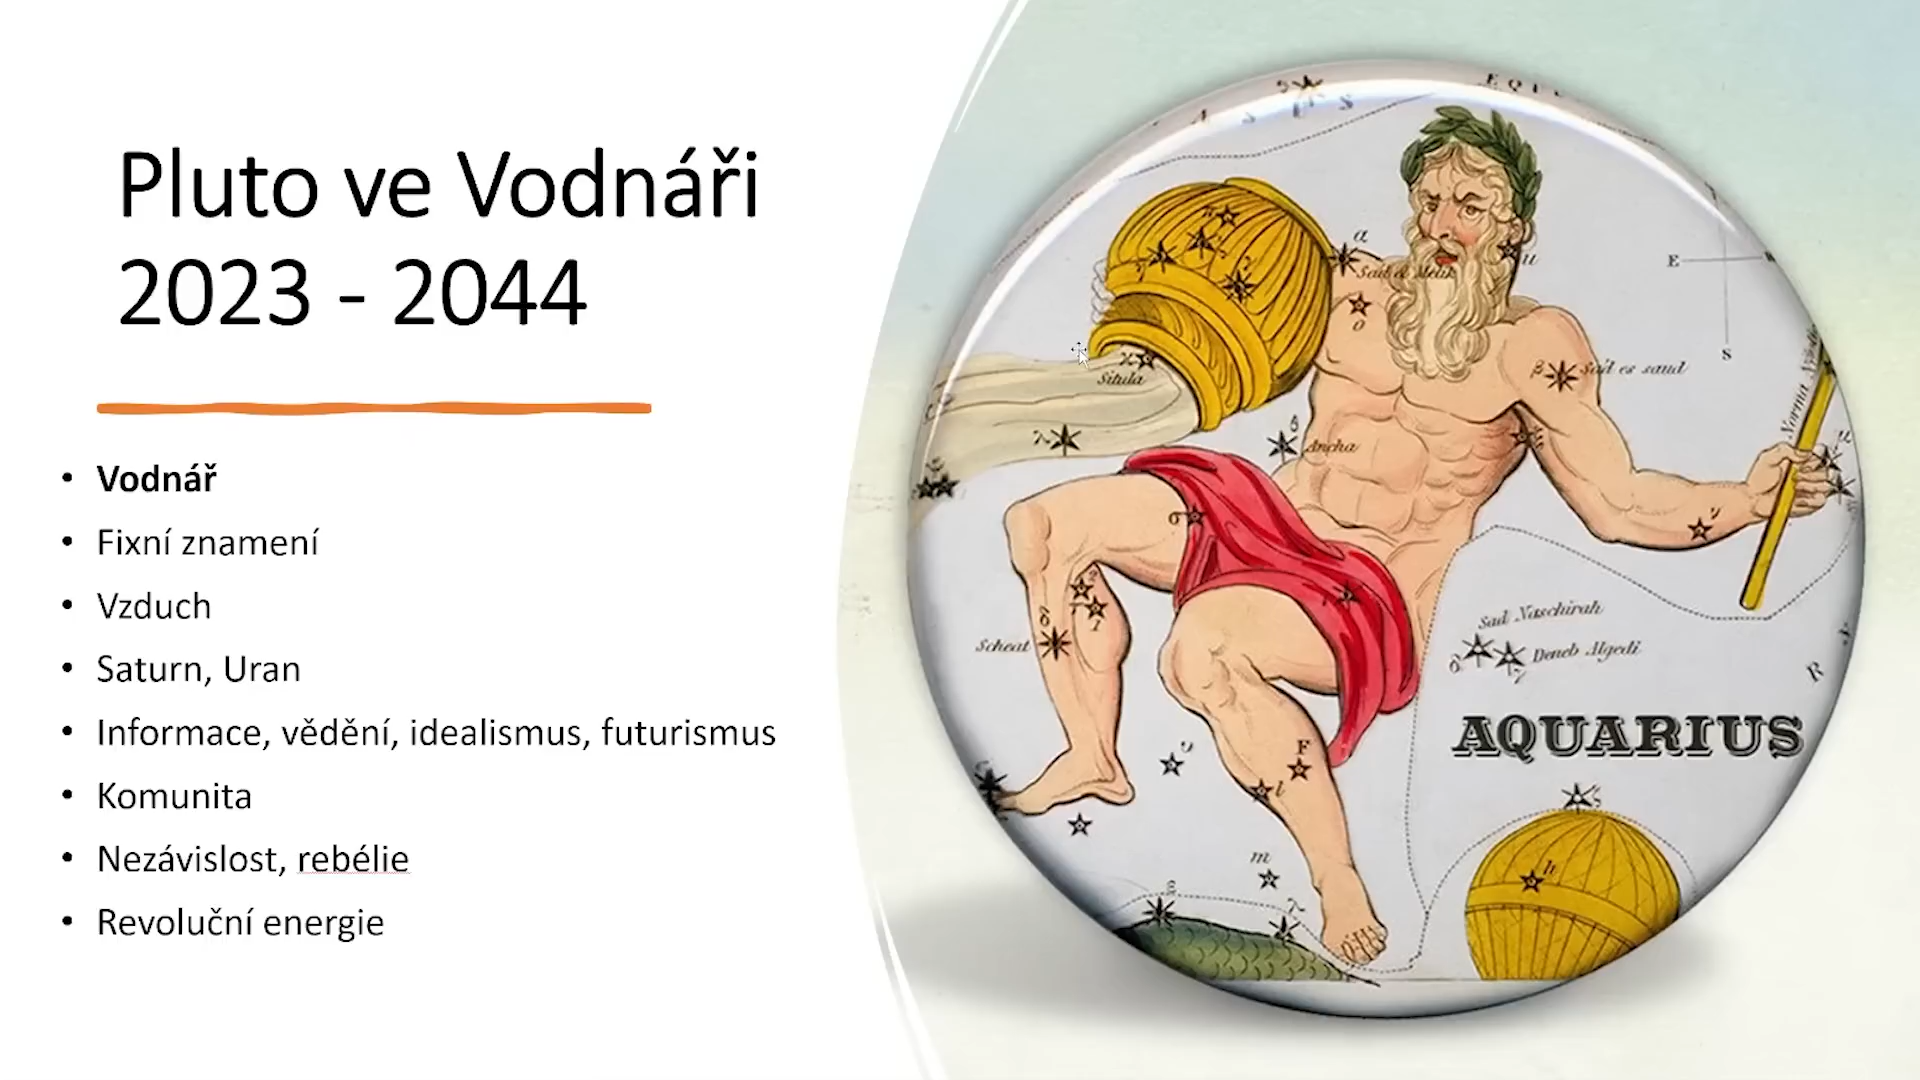 Pluto ve Vodnáři
2023 - 2044
• Vodnář
• Fixní znamení
• Vzduch
• Saturn, Uran
• Informace, vědění, idealismus, futurismus
• Komunita
• Nezávislost, rebélie
• Revoluční energie
Situla
Ancha
Scheat
Sad Naschirah
Deneb Algedi
AQUARIUS